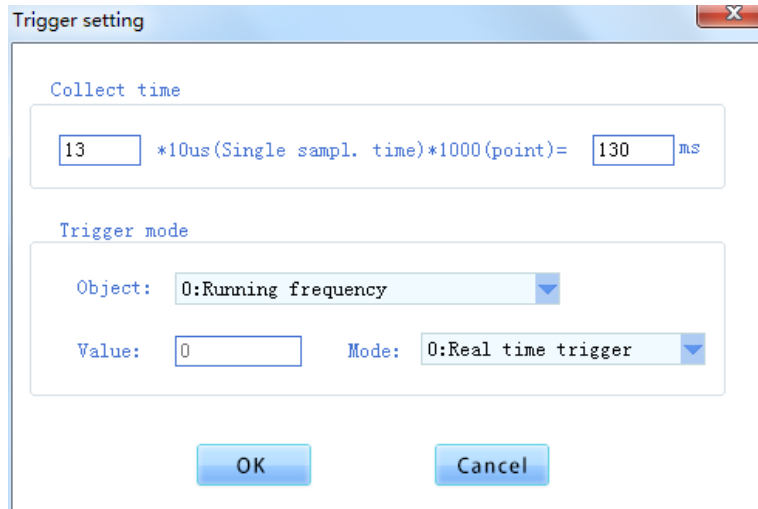 Trigger setting
x
Collect time
13 *10us(Single sampl. time)*1000(point)= 130 ms
Trigger mode
Object: 0:Running frequency
Value: 0 Mode: 0:Real time trigger
OK Cancel